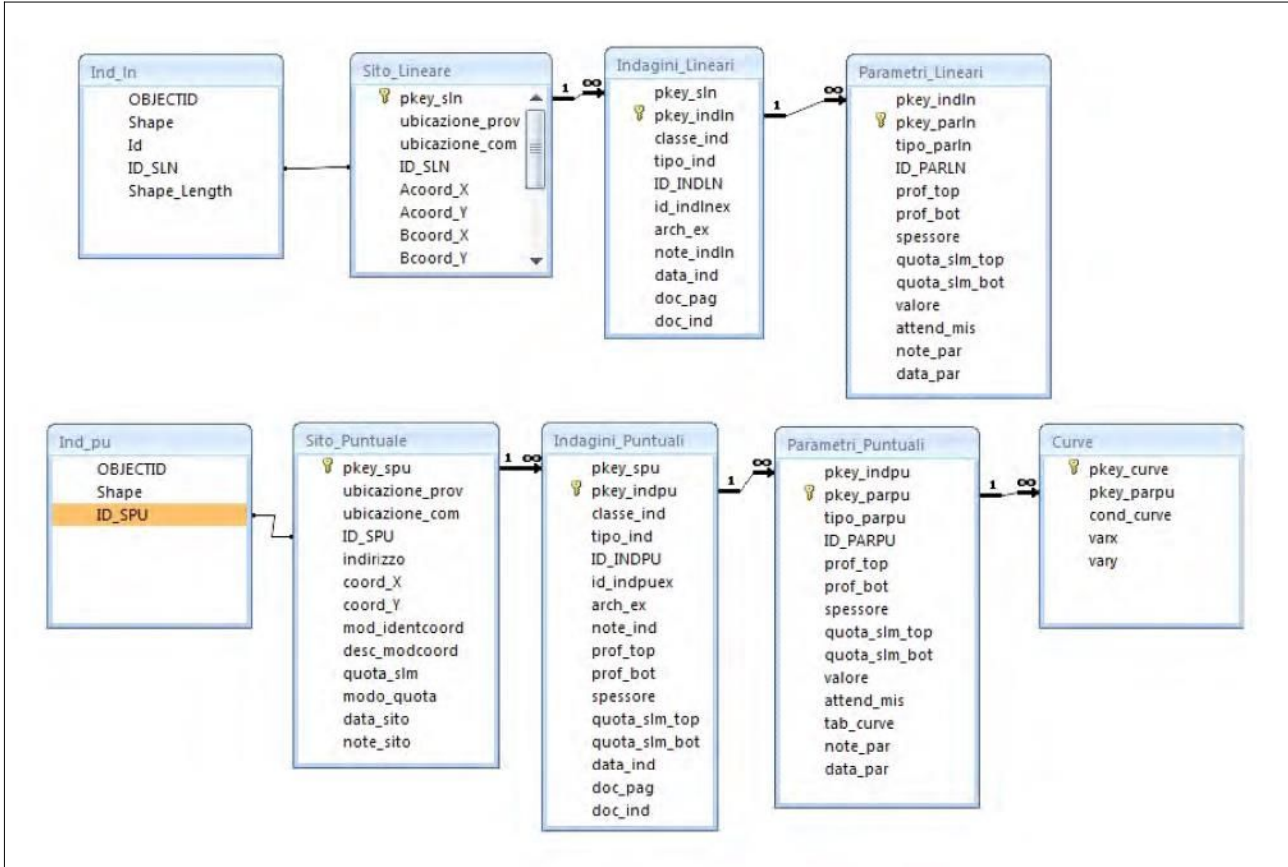 Ind_ln
OBJECTID
Shape
Id
ID_SLN
Shape_Length
Sito_Lineare
pkey_sln
ubicazione_prov
ubicazione_com
ID_SLN
Acoord_X
Acoord_Y
Bcoord_X
Bcoord_Y
1 ∞
Indagini_Lineari
pkey_sln
pkey_indln
classe_ind
tipo_ind
ID_INDLN
id_indlnex
arch_ex
note_indln
data_ind
doc_pag
doc_ind
1 ∞
Parametri_Lineari
pkey_indln
pkey_parln
tipo_parln
ID_PARLN
prof_top
prof_bot
spessore
quota_slm_top
quota_slm_bot
valore
attend_mis
note_par
data_par
Ind_pu
OBJECTID
Shape
ID_SPU
Sito_Puntuale
pkey_spu
ubicazione_prov
ubicazione_com
ID_SPU
indirizzo
coord_X
coord_Y
mod_identcoord
desc_modcoord
quota_slm
modo_quota
data_sito
note_sito
1 ∞
Indagini_Puntuali
pkey_spu
pkey_indpu
classe_ind
tipo_ind
ID_INDPU
id_indpuex
arch_ex
note_ind
prof_top
prof_bot
spessore
quota_slm_top
quota_slm_bot
data_ind
doc_pag
doc_ind
1 ∞
Parametri_Puntuali
pkey_indpu
pkey_parpu
tipo_parpu
ID_PARPU
prof_top
prof_bot
spessore
quota_slm_top
quota_slm_bot
valore
attend_mis
tab_curve
note_par
data_par
1 ∞
Curve
pkey_curve
pkey_parpu
cond_curve
varx
vary